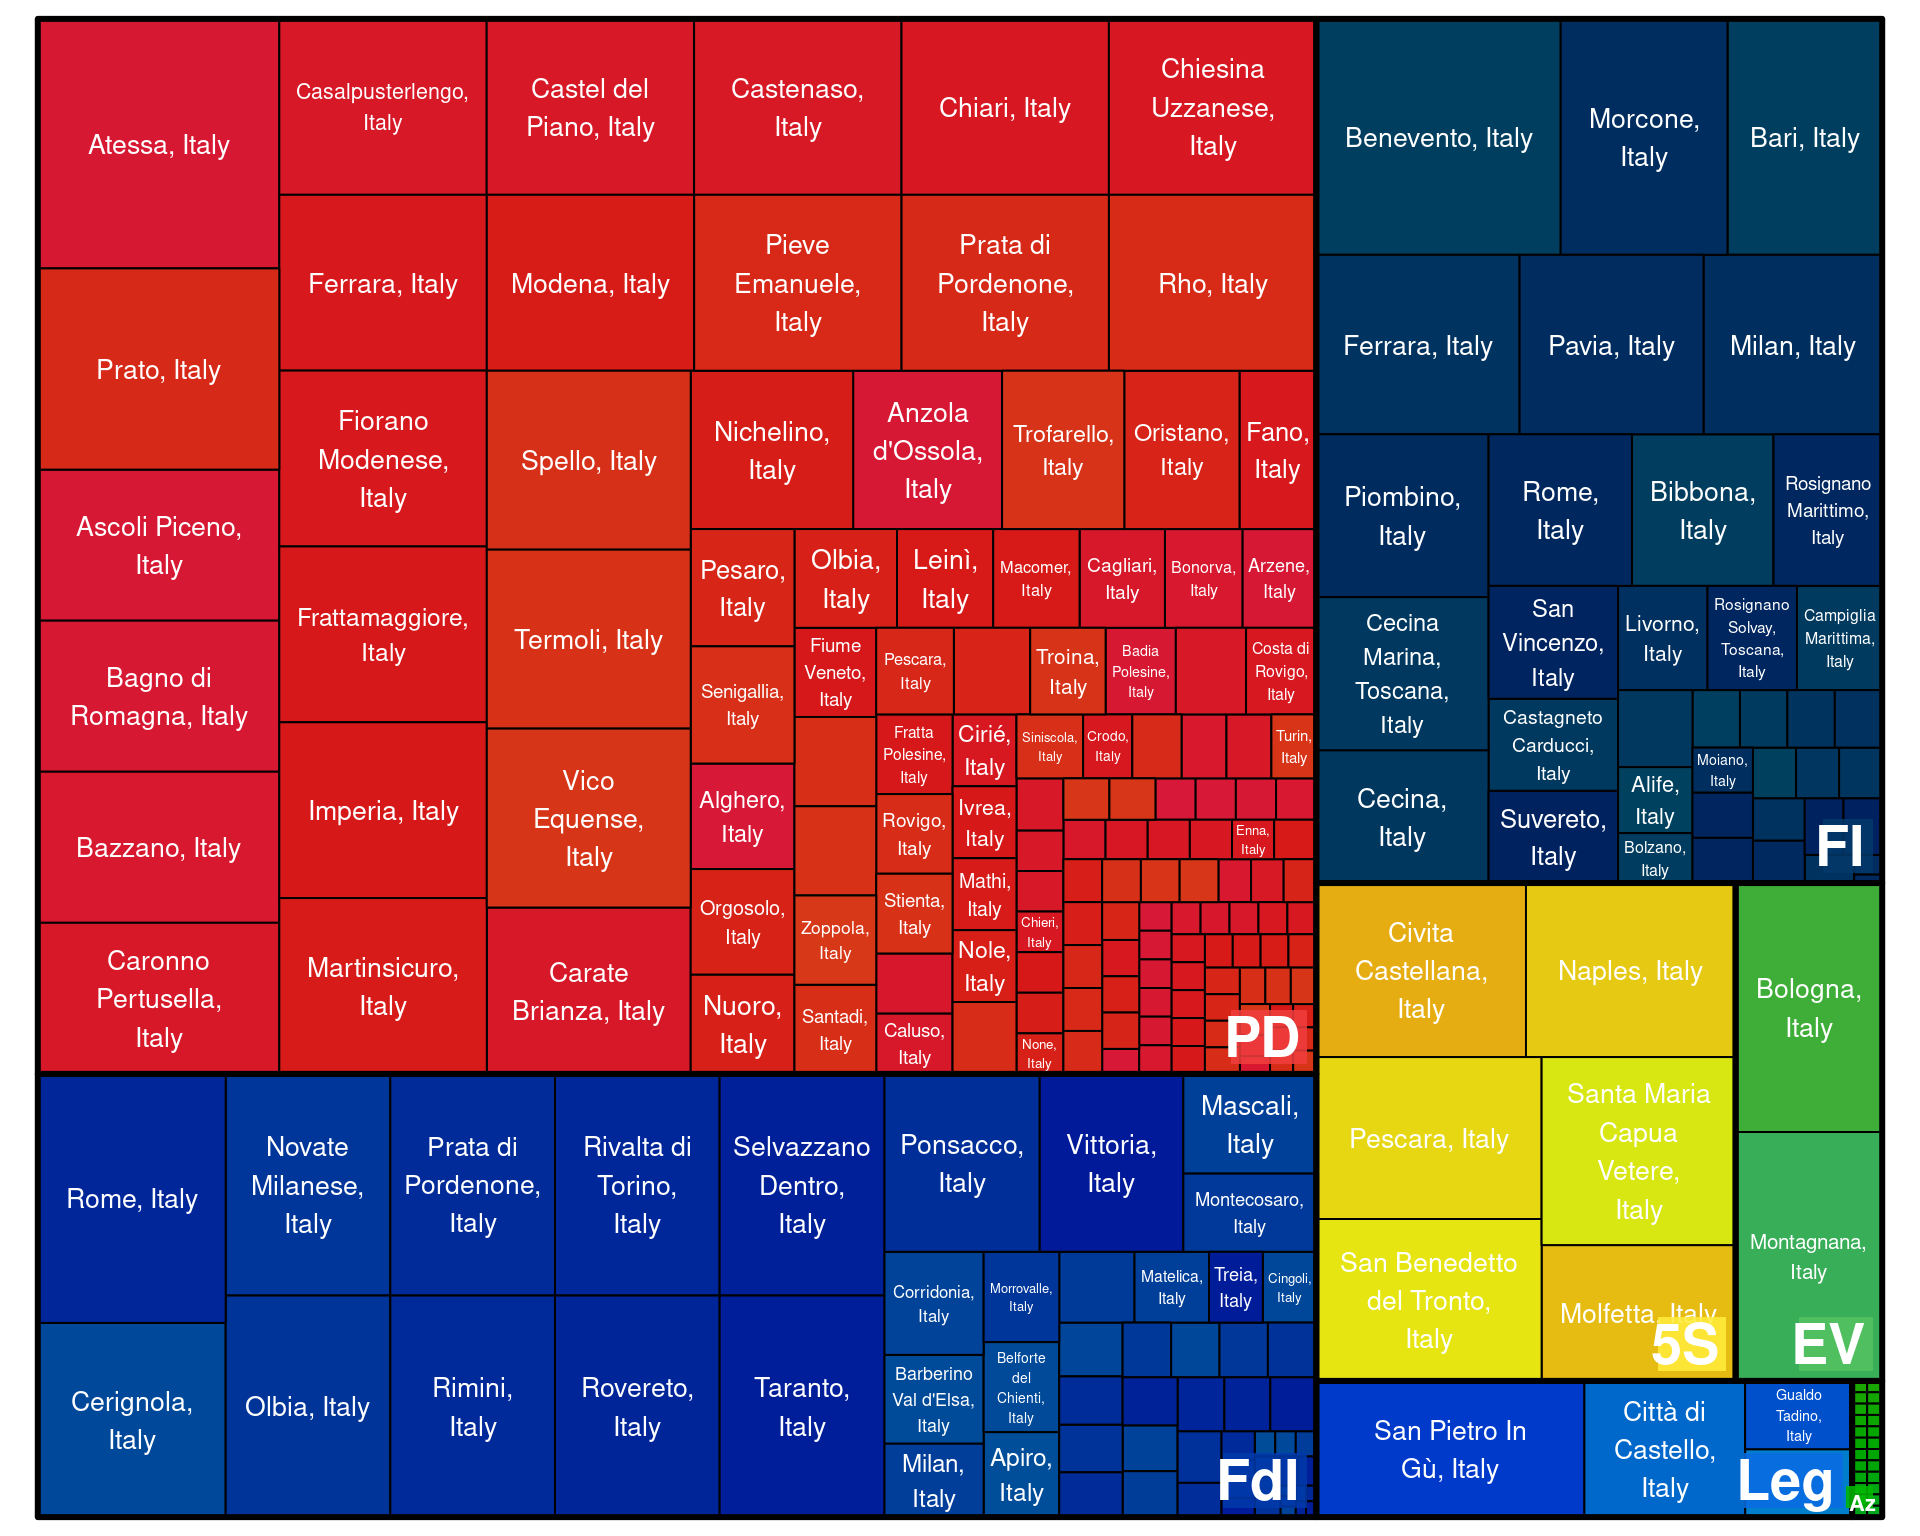 Atessa, Italy
Prato, Italy
Ascoli Piceno,
Italy
Bagno di
Romagna, Italy
Bazzano, Italy
Caronno
Pertusella,
Italy
Casalpusterlengo,
Italy
Castel del
Piano, Italy
Castenaso,
Italy
Chiari, Italy
Chiesina
Uzzanese,
Italy
Ferrara, Italy
Modena, Italy
Pieve
Emanuele,
Italy
Prata di
Pordenone,
Italy
Rho, Italy
Fiorano
Modenese,
Italy
Frattamaggiore,
Italy
Imperia, Italy
Martinsicuro,
Italy
Spello, Italy
Termoli, Italy
Vico
Equense,
Italy
Carate
Brianza, Italy
Nichelino,
Italy
Anzola
d'Ossola,
Italy
Trofarello,
Italy
Oristano,
Italy
Fano,
Italy
Pesaro,
Italy
Senigallia,
Italy
Alghero,
Italy
Orgosolo,
Italy
Nuoro,
Italy
Olbia,
Italy
Leinì,
Italy
Macomer,
Italy
Cagliari,
Italy
Bonorva,
Italy
Arzene,
Italy
Fiume
Veneto,
Italy
Zoppola,
Italy
Santadi,
Italy
Pescara,
Italy
Troina,
Italy
Badia
Polesine,
Italy
Costa di
Rovigo,
Italy
Fratta
Polesine,
Italy
Rovigo,
Italy
Stienta,
Italy
Caluso,
Italy
Cirié,
Italy
Ivrea,
Italy
Mathi,
Italy
Nole,
Italy
Siniscola,
Italy
Crodo,
Italy
Turin,
Italy
Enna,
Italy
Chieri,
Italy
None,
Italy
PD
Rome, Italy
Cerignola,
Italy
Novate
Milanese,
Italy
Prata di
Pordenone,
Italy
Rivalta di
Torino,
Italy
Selvazzano
Dentro,
Italy
Olbia, Italy
Rimini,
Italy
Rovereto,
Italy
Taranto,
Italy
Ponsacco,
Italy
Vittoria,
Italy
Mascali,
Italy
Montecosaro,
Italy
Corridonia,
Italy
Barberino
Val d'Elsa,
Italy
Milan,
Italy
Morrovalle,
Italy
Belforte
del
Chienti,
Italy
Apiro,
Italy
Matelica,
Italy
Treia,
Italy
Cingoli,
Italy
FdI
Benevento, Italy
Morcone,
Italy
Bari, Italy
Ferrara, Italy
Pavia, Italy
Milan, Italy
Piombino,
Italy
Cecina
Marina,
Toscana,
Italy
Cecina,
Italy
Rome,
Italy
Bibbona,
Italy
Rosignano
Marittimo,
Italy
San
Vincenzo,
Italy
Castagneto
Carducci,
Italy
Suvereto,
Italy
Livorno,
Italy
Rosignano
Solvay,
Toscana,
Italy
Campiglia
Marittima,
Italy
Alife,
Italy
Bolzano,
Italy
Moiano,
Italy
FI
Civita
Castellana,
Italy
Naples, Italy
Pescara, Italy
Santa Maria
Capua
Vetere,
Italy
San Benedetto
del Tronto,
Italy
Molfetta, Italy
5S
Bologna,
Italy
Montagnana,
Italy
EV
San Pietro In
Gù, Italy
Città di
Castello,
Italy
Gualdo
Tadino,
Italy
Leg
Az